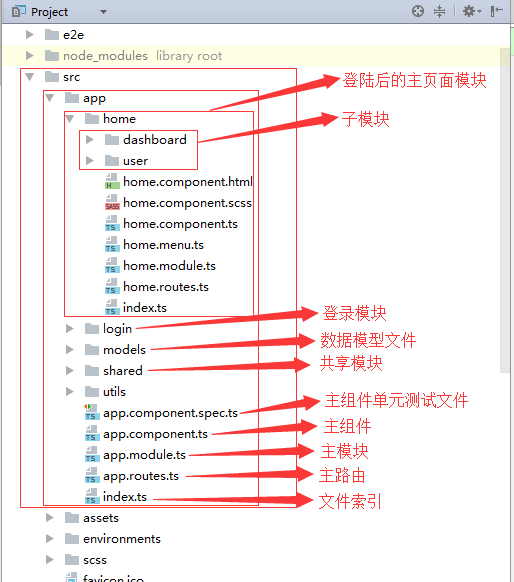 Project
e2e
node_modules library root
src
登陆后的主页面模块
app
home
子模块
dashboard
user
home.component.html
home.component.scss
home.component.ts
home.menu.ts
home.module.ts
home.routes.ts
index.ts
login
登录模块
models
数据模型文件
shared
共享模块
utils
app.component.spec.ts
主组件单元测试文件
app.component.ts
主组件
app.module.ts
主模块
app.routes.ts
主路由
index.ts
文件索引
assets
environments
scss
favicon.ico